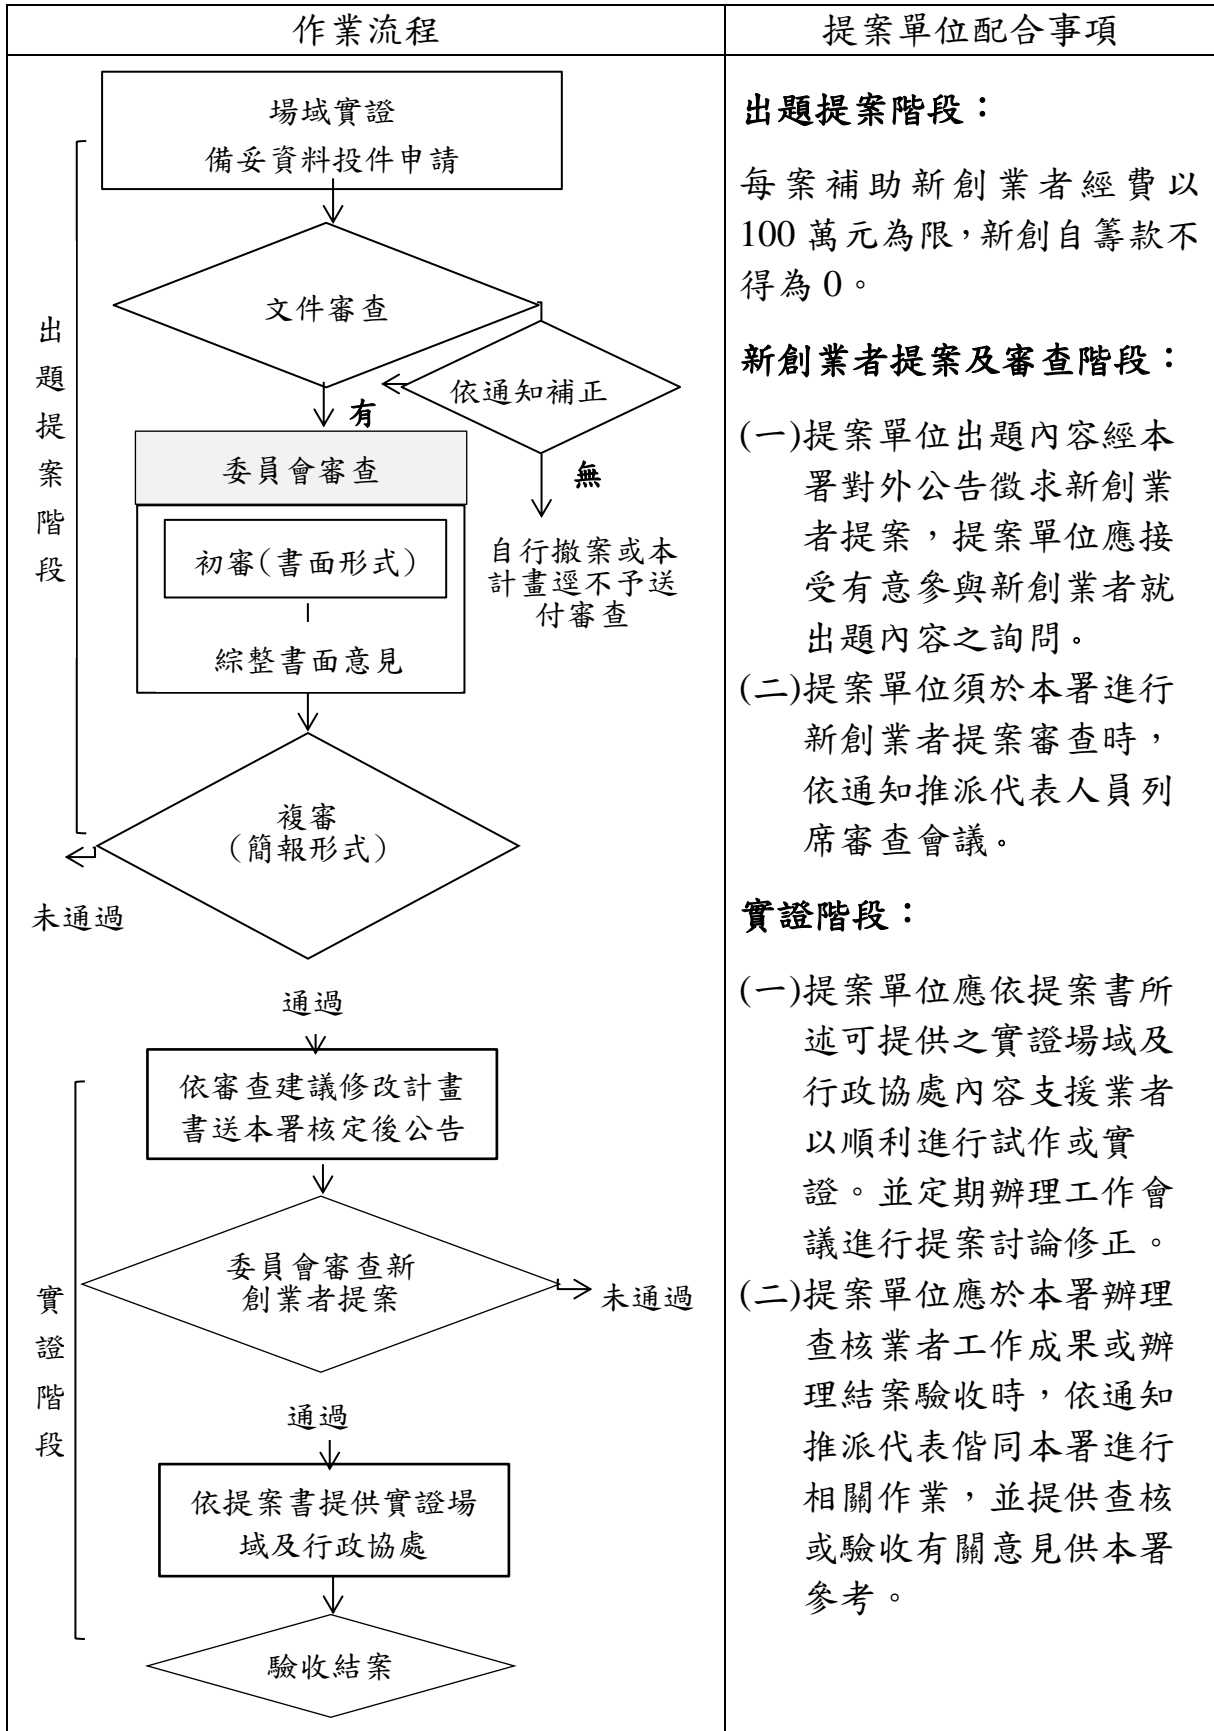 作業流程
提案單位配合事項
場域實證
備妥資料投件申請
出題提案階段
文件審查
依通知補正
有
無
委員會審查
初審(書面形式)
綜整書面意見
自行撤案或本
計畫逕不予送
付審查
複審
(簡報形式)
未通過
通過
依審查建議修改計畫
書送本署核定後公告
實證階段
委員會審查新
創業者提案
未通過
通過
依提案書提供實證場
域及行政協處
驗收結案
出題提案階段：
每案補助新創業者經費以
100 萬元為限，新創自籌款不
得為 0。
新創業者提案及審查階段：
(一)提案單位出題內容經本
署對外公告徵求新創業
者提案，提案單位應接
受有意參與新創業者就
出題內容之詢問。
(二)提案單位須於本署進行
新創業者提案審查時，
依通知推派代表人員列
席審查會議。
實證階段：
(一)提案單位應依提案書所
述可提供之實證場域及
行政協處內容支援業者
以順利進行試作或實
證。並定期辦理工作會
議進行提案討論修正。
(二)提案單位應於本署辦理
查核業者工作成果或辦
理結案驗收時，依通知
推派代表偕同本署進行
相關作業，並提供查核
或驗收有關意見供本署
參考。